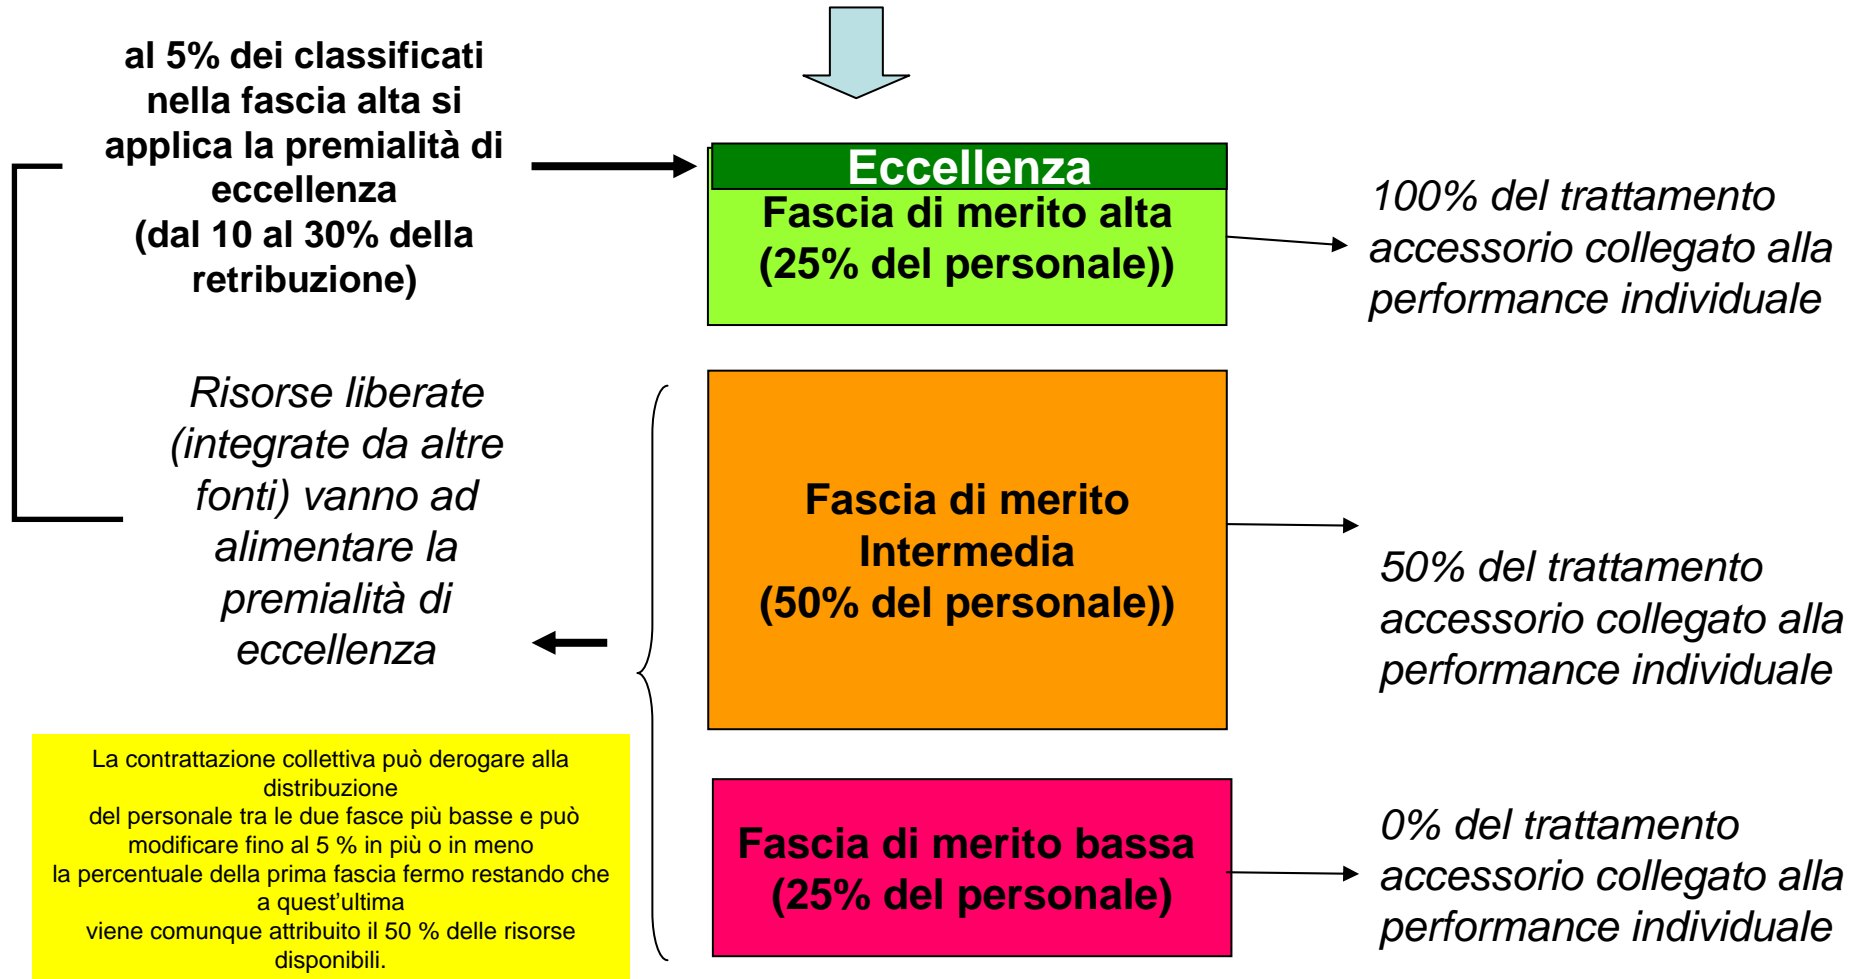 al 5% dei classificati
nella fascia alta si
applica la premialità di
eccellenza
(dal 10 al 30% della
retribuzione)
Eccellenza
Fascia di merito alta
(25% del personale))
100% del trattamento
accessorio collegato alla
performance individuale
Risorse liberate
(integrate da altre
fonti) vanno ad
alimentare la
premialità di
eccellenza
Fascia di merito
Intermedia
(50% del personale))
50% del trattamento
accessorio collegato alla
performance individuale
La contrattazione collettiva può derogare alla
distribuzione
del personale tra le due fasce più basse e può
modificare fino al 5 % in più o in meno
la percentuale della prima fascia fermo restando che
a quest'ultima
viene comunque attribuito il 50 % delle risorse
disponibili.
Fascia di merito bassa
(25% del personale)
0% del trattamento
accessorio collegato alla
performance individuale